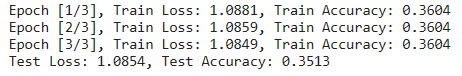 Epoch [1/3], Train Loss: 1.0881, Train Accuracy: 0.3604
Epoch [2/3], Train Loss: 1.0859, Train Accuracy: 0.3604
Epoch [3/3], Train Loss: 1.0849, Train Accuracy: 0.3604
Test Loss: 1.0854, Test Accuracy: 0.3513